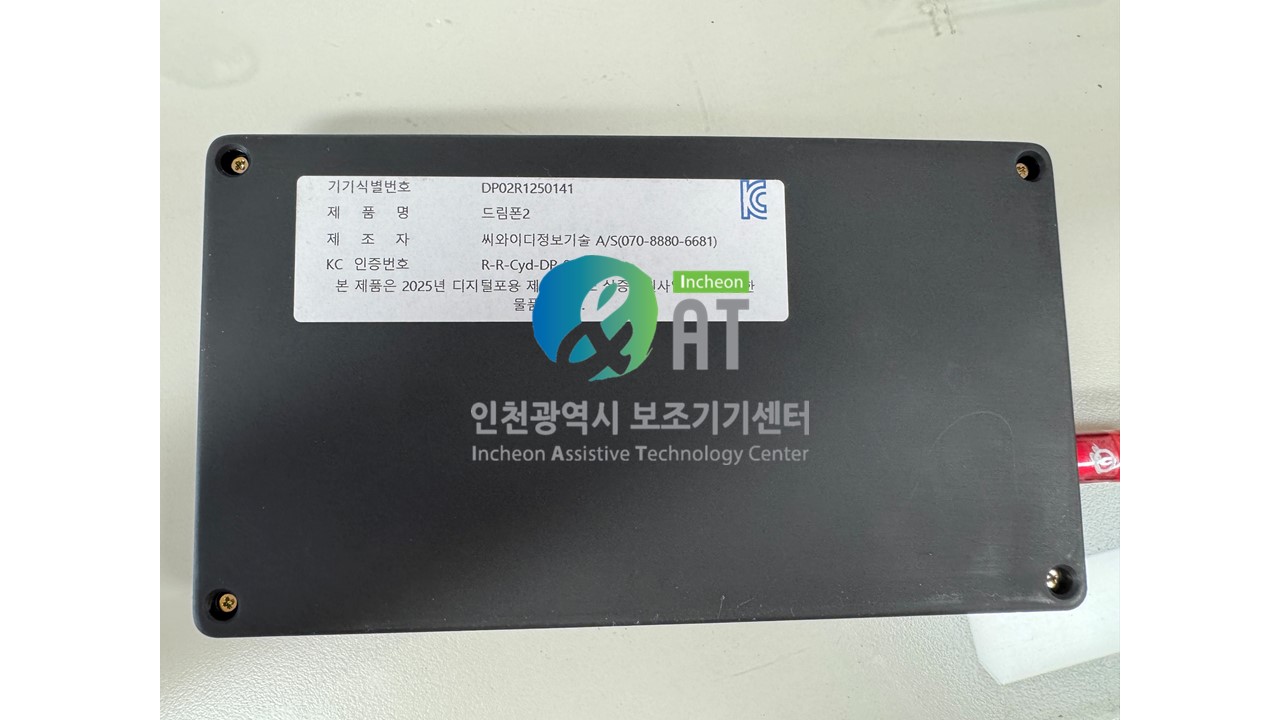 기기식별번호 DP02R1250141
제 품 명 드림폰2
제 조 자 씨와이디정보기술 A/S(070-8880-6681)
KC 인증번호 R-R-Cyd-DP
본 제품은 2025년 디지털포용
KC
Incheon
& AT
인천광역시 보조기기센터
Incheon Assistive Technology Center